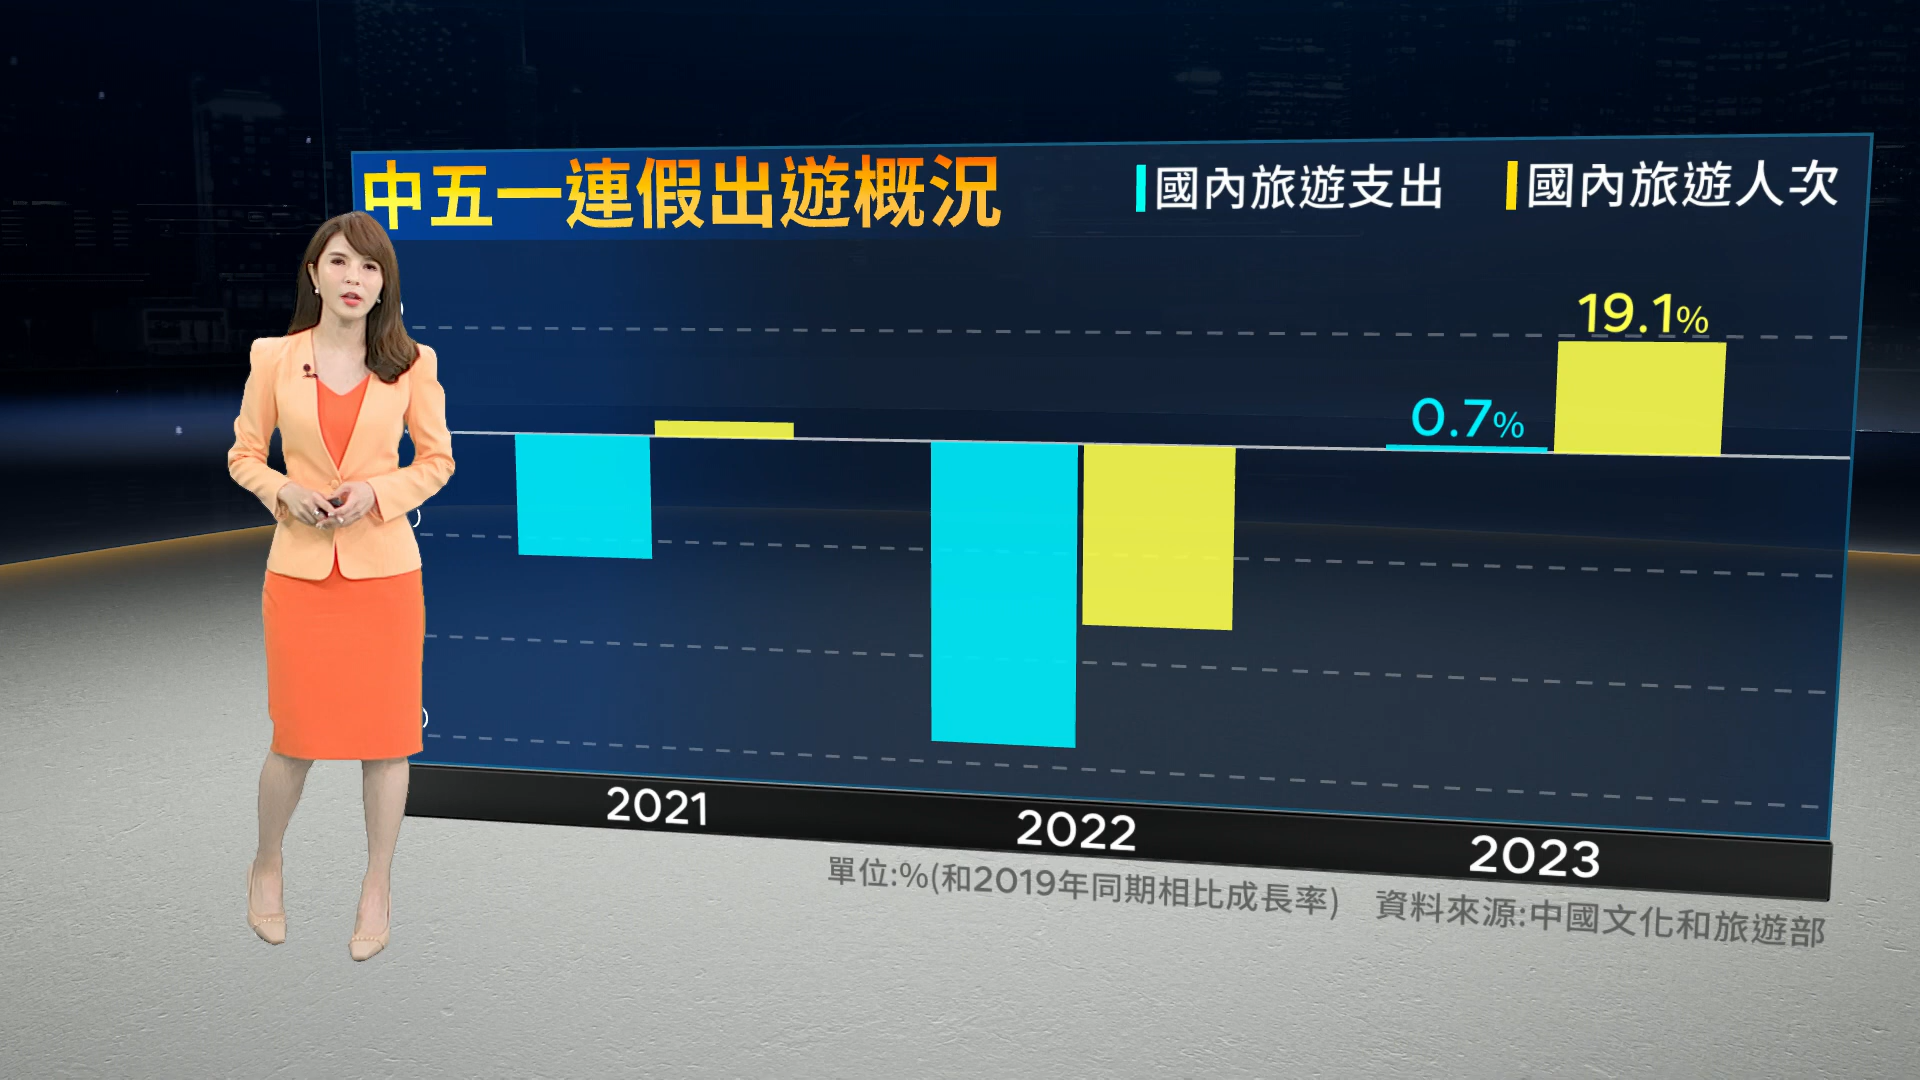 中五一連假出遊概況
國內旅遊支出
國內旅遊人次
19.1%
0.7%
2021
2022
2023
單位:%(和2019年同期相比成長率)
資料來源:中國文化和旅遊部